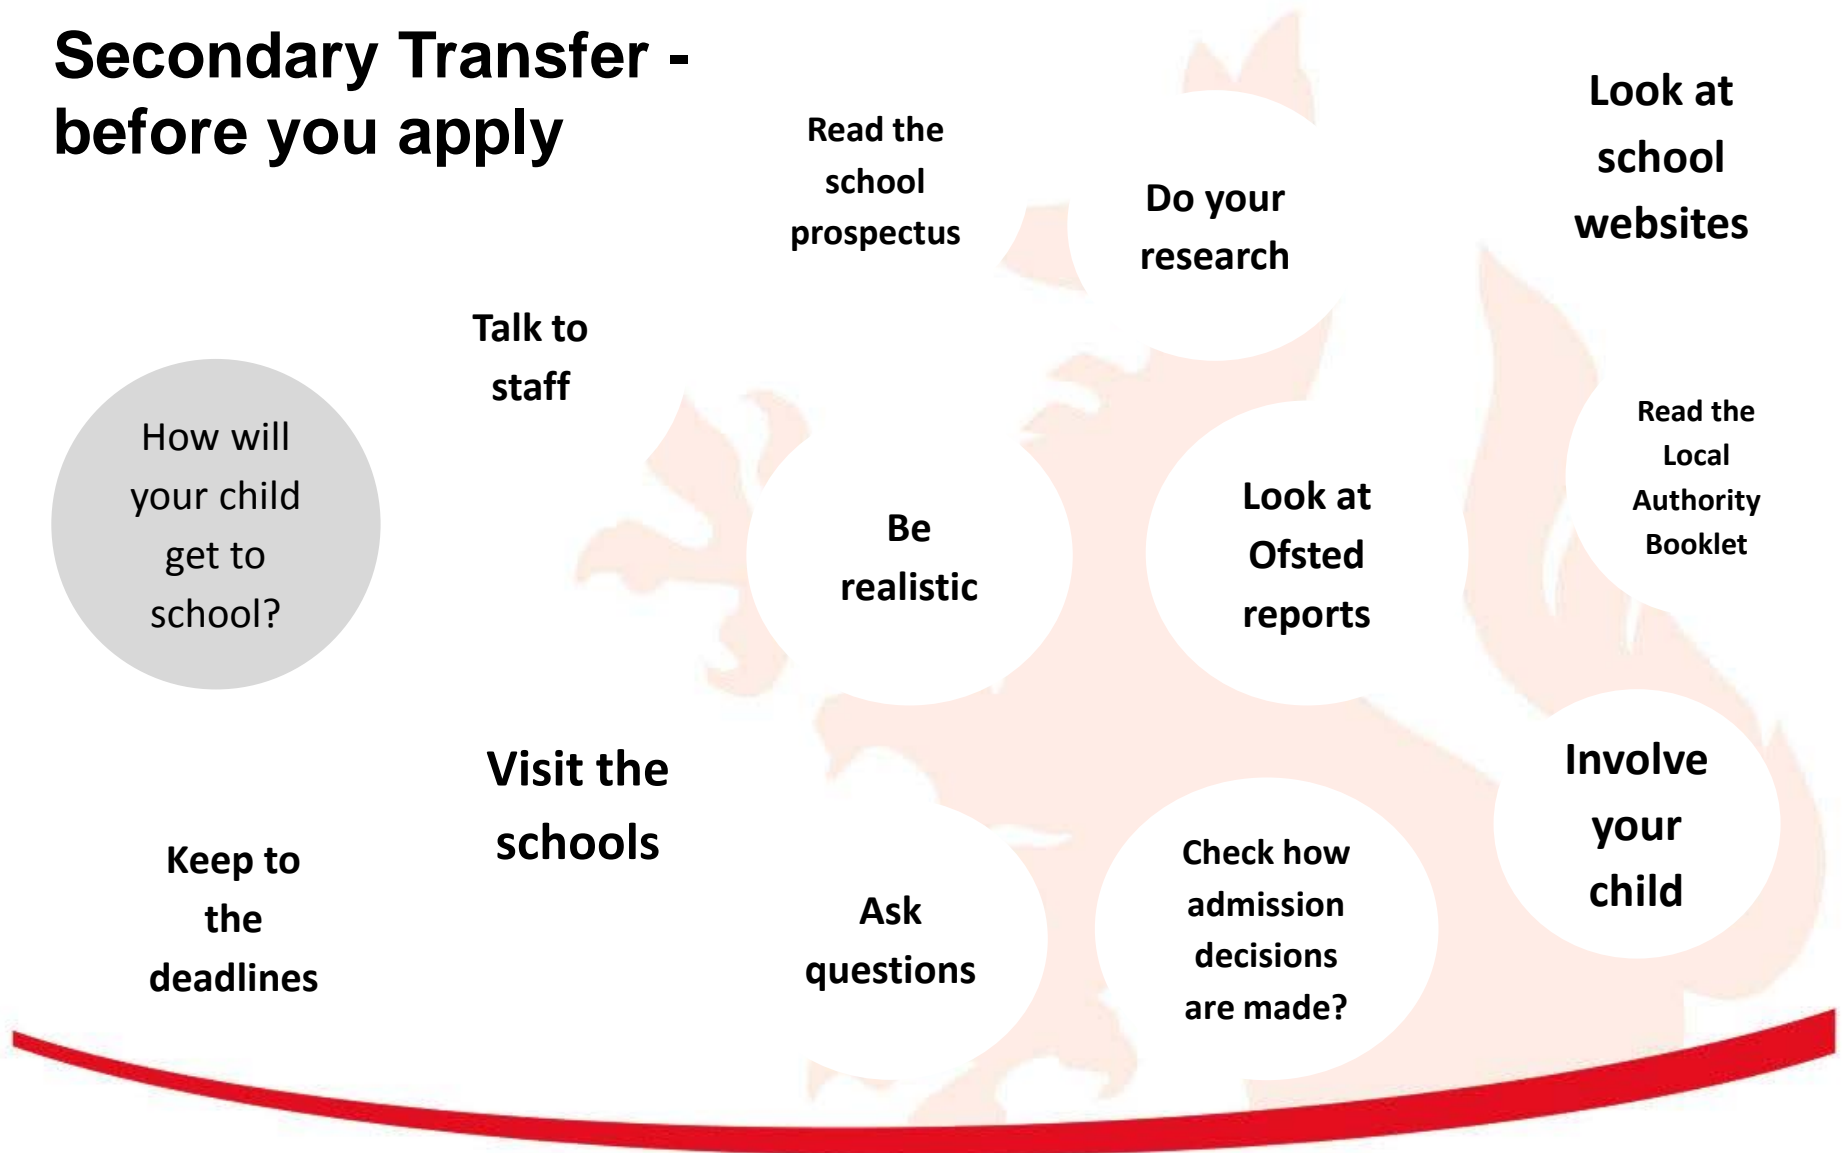 Secondary Transfer -
before you apply
Read the
school
prospectus
Do your
research
Look at
school
websites
Talk to
staff
How will
your child
get to
school?
Be
realistic
Look at
Ofsted
reports
Read the
Local
Authority
Booklet
Visit the
schools
Keep to
the
deadlines
Ask
questions
Check how
admission
decisions
are made?
Involve
your
child